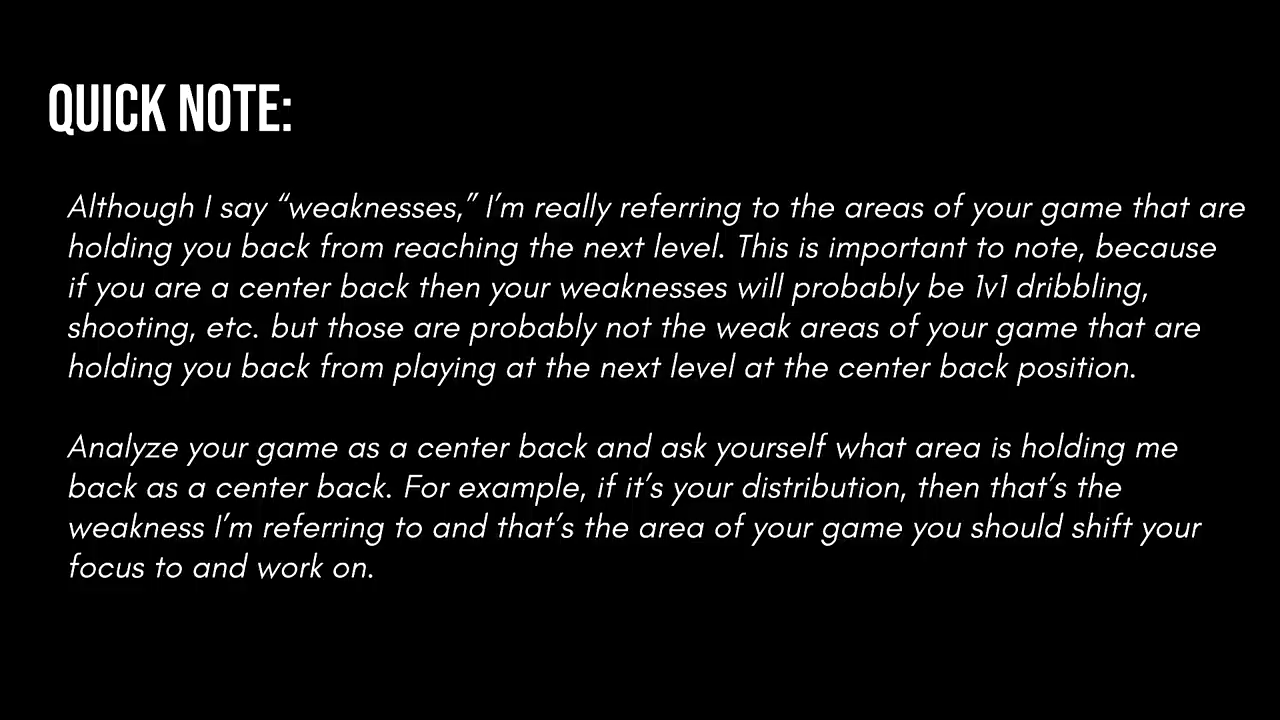 QUICK NOTE:
Although I say “weaknesses,” I’m really referring to the areas of your game that are
holding you back from reaching the next level. This is important to note, because
if you are a center back then your weaknesses will probably be 1v1 dribbling,
shooting, etc. but those are probably not the weak areas of your game that are
holding you back from playing at the next level at the center back position.
Analyze your game as a center back and ask yourself what area is holding me
back as a center back. For example, if it’s your distribution, then that’s the
weakness I’m referring to and that’s the area of your game you should shift your
focus to and work on.